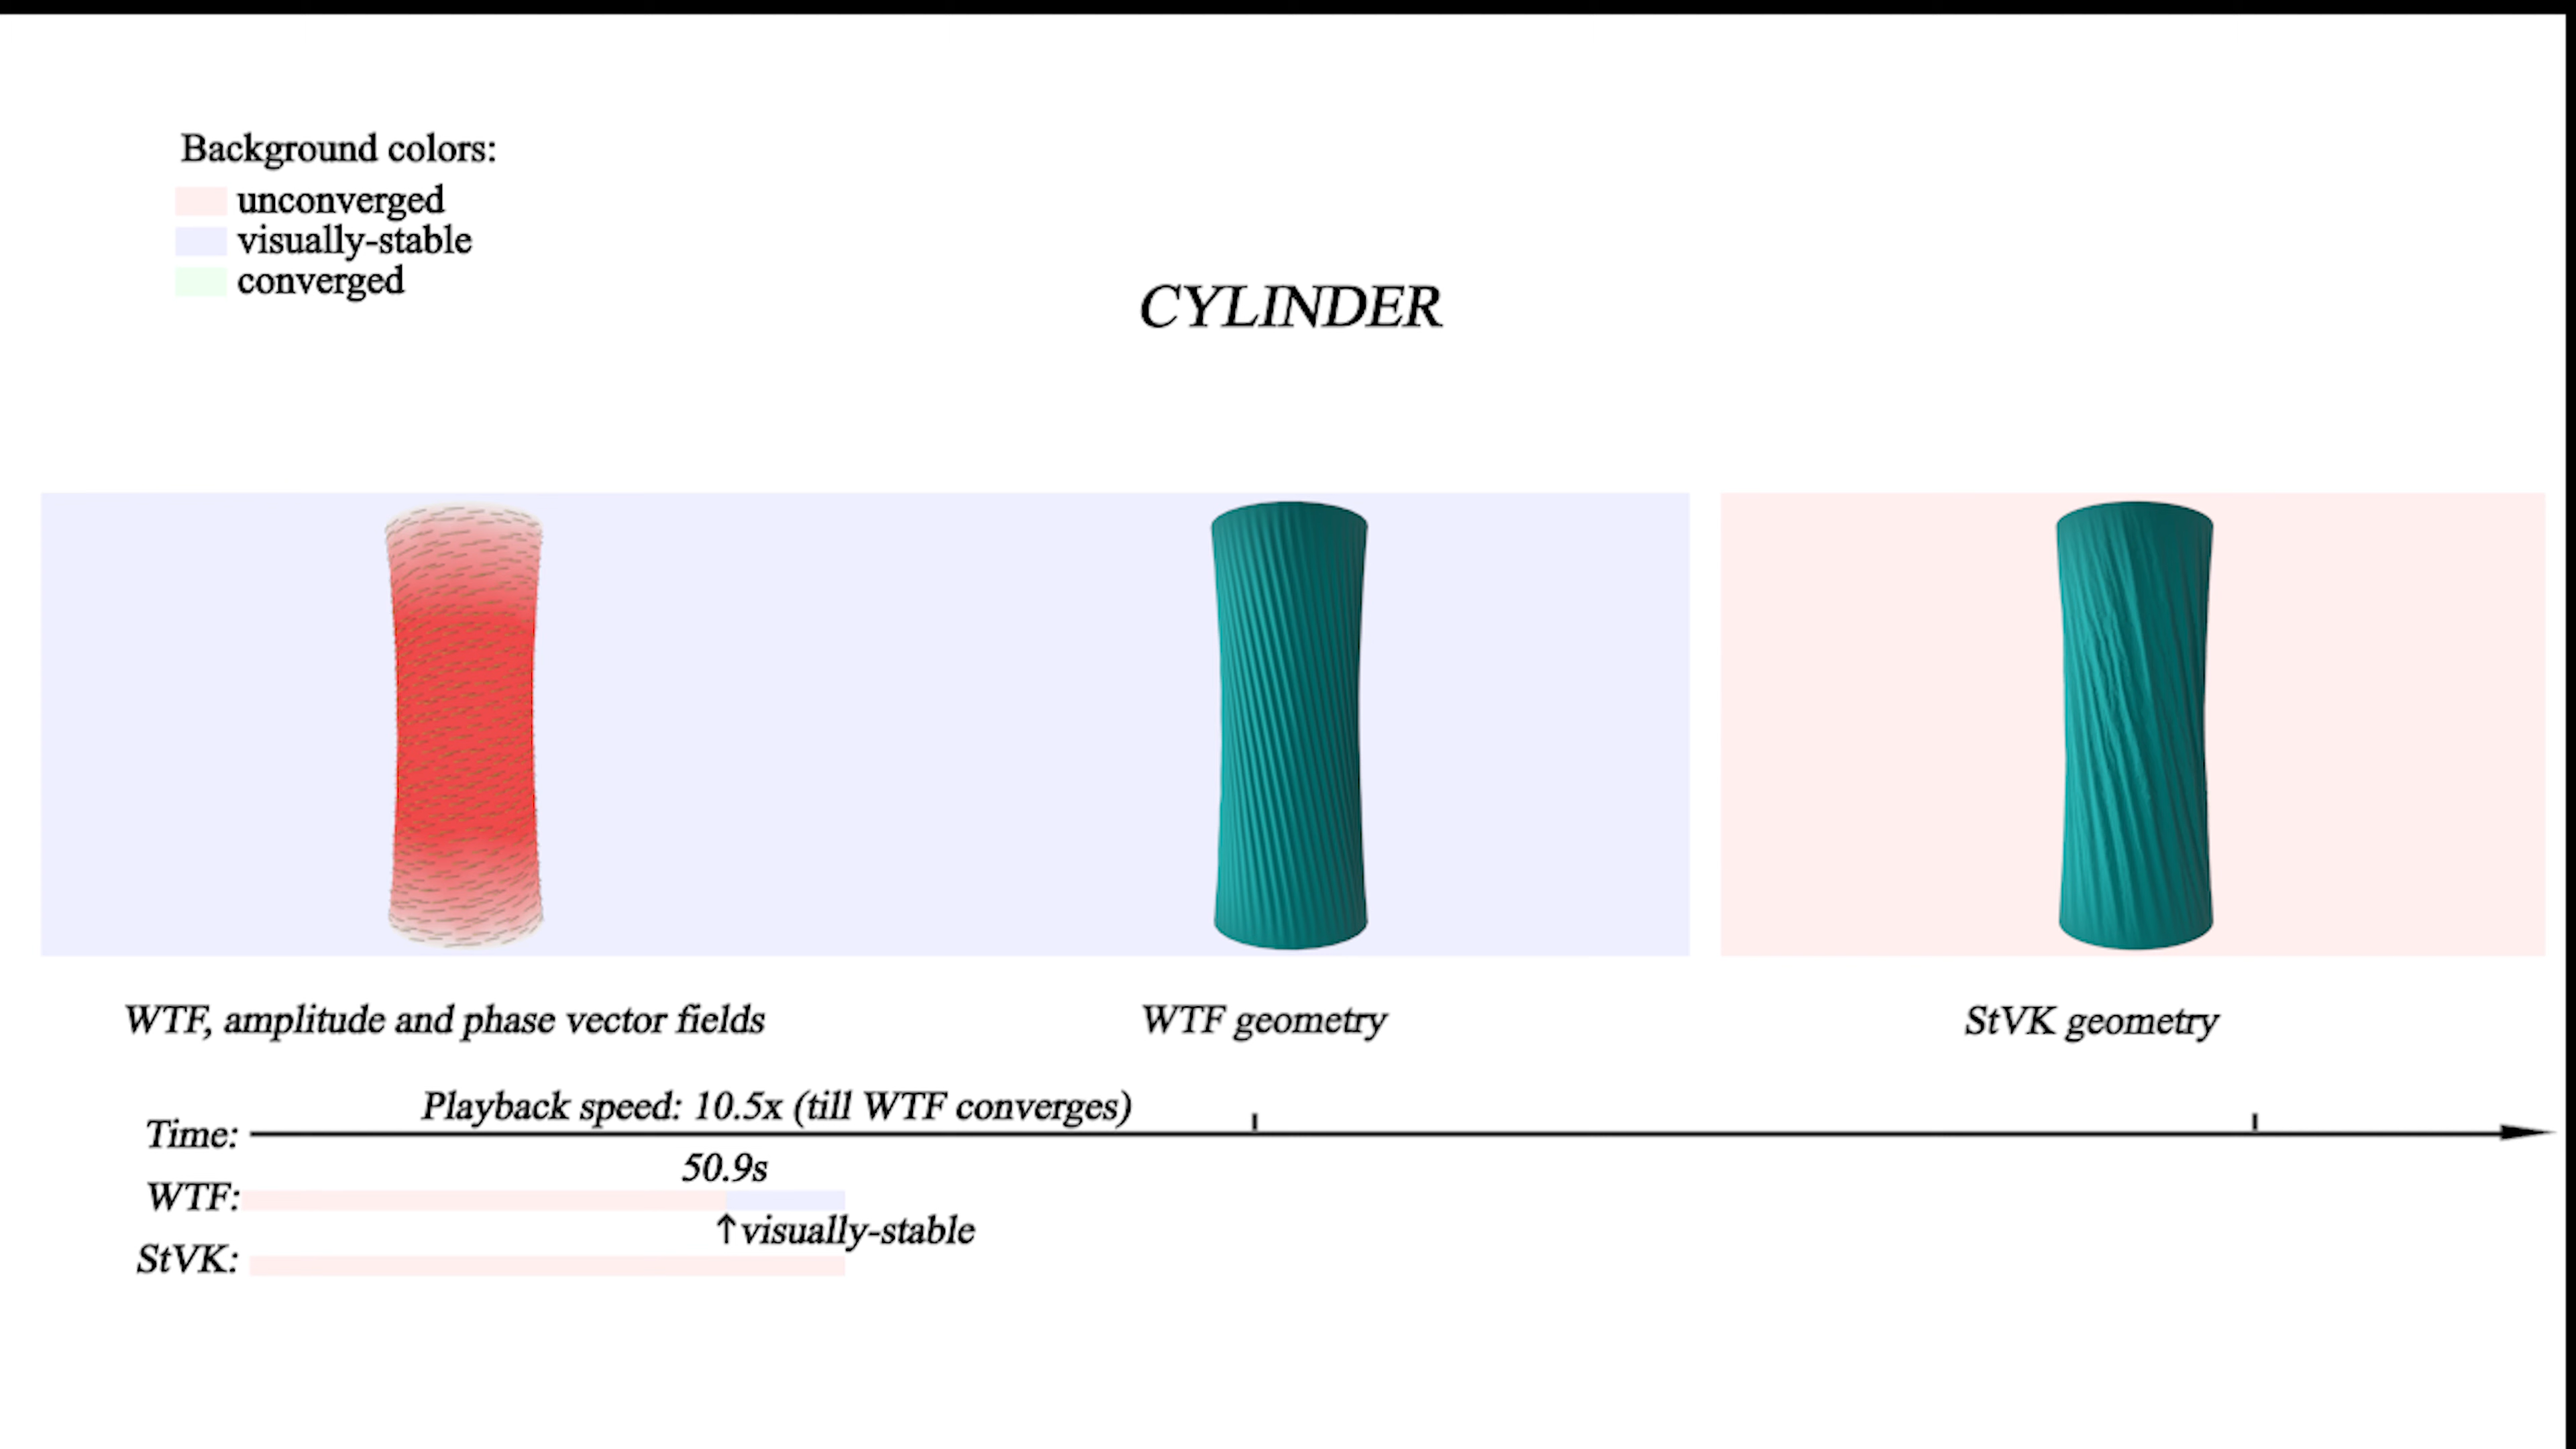 Background colors:
unconverged
visually-stable
converged
CYLINDER
WTF, amplitude and phase vector fields
WTF geometry
StVK geometry
Playback speed: 10.5x (till WTF converges)
Time:
50.9s
WTF:
↑visually-stable
StVK: